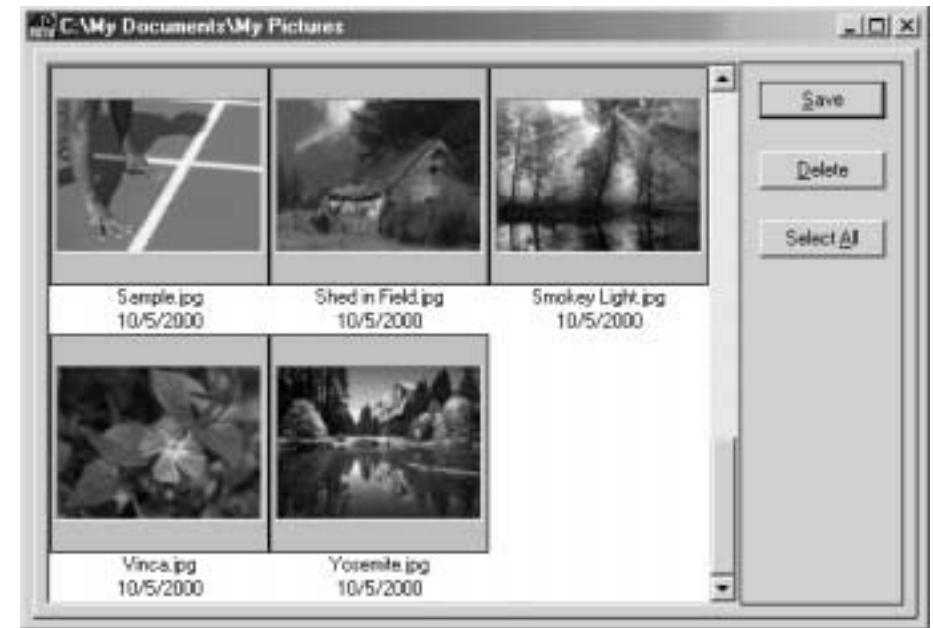 C:\My Documents\My Pictures
Save
Delete
Select All
Sample.jpg
10/5/2000
Shed in Field.jpg
10/5/2000
Smokey Light.jpg
10/5/2000
Vinca.jpg
10/5/2000
Yosemite.jpg
10/5/2000